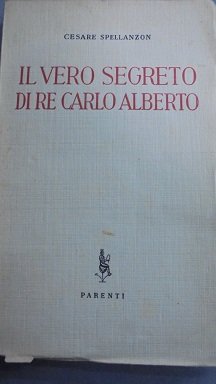 CESARE SPELLANZON
IL VERO SEGRETO
DI RE CARLO ALBERTO
PARENTI